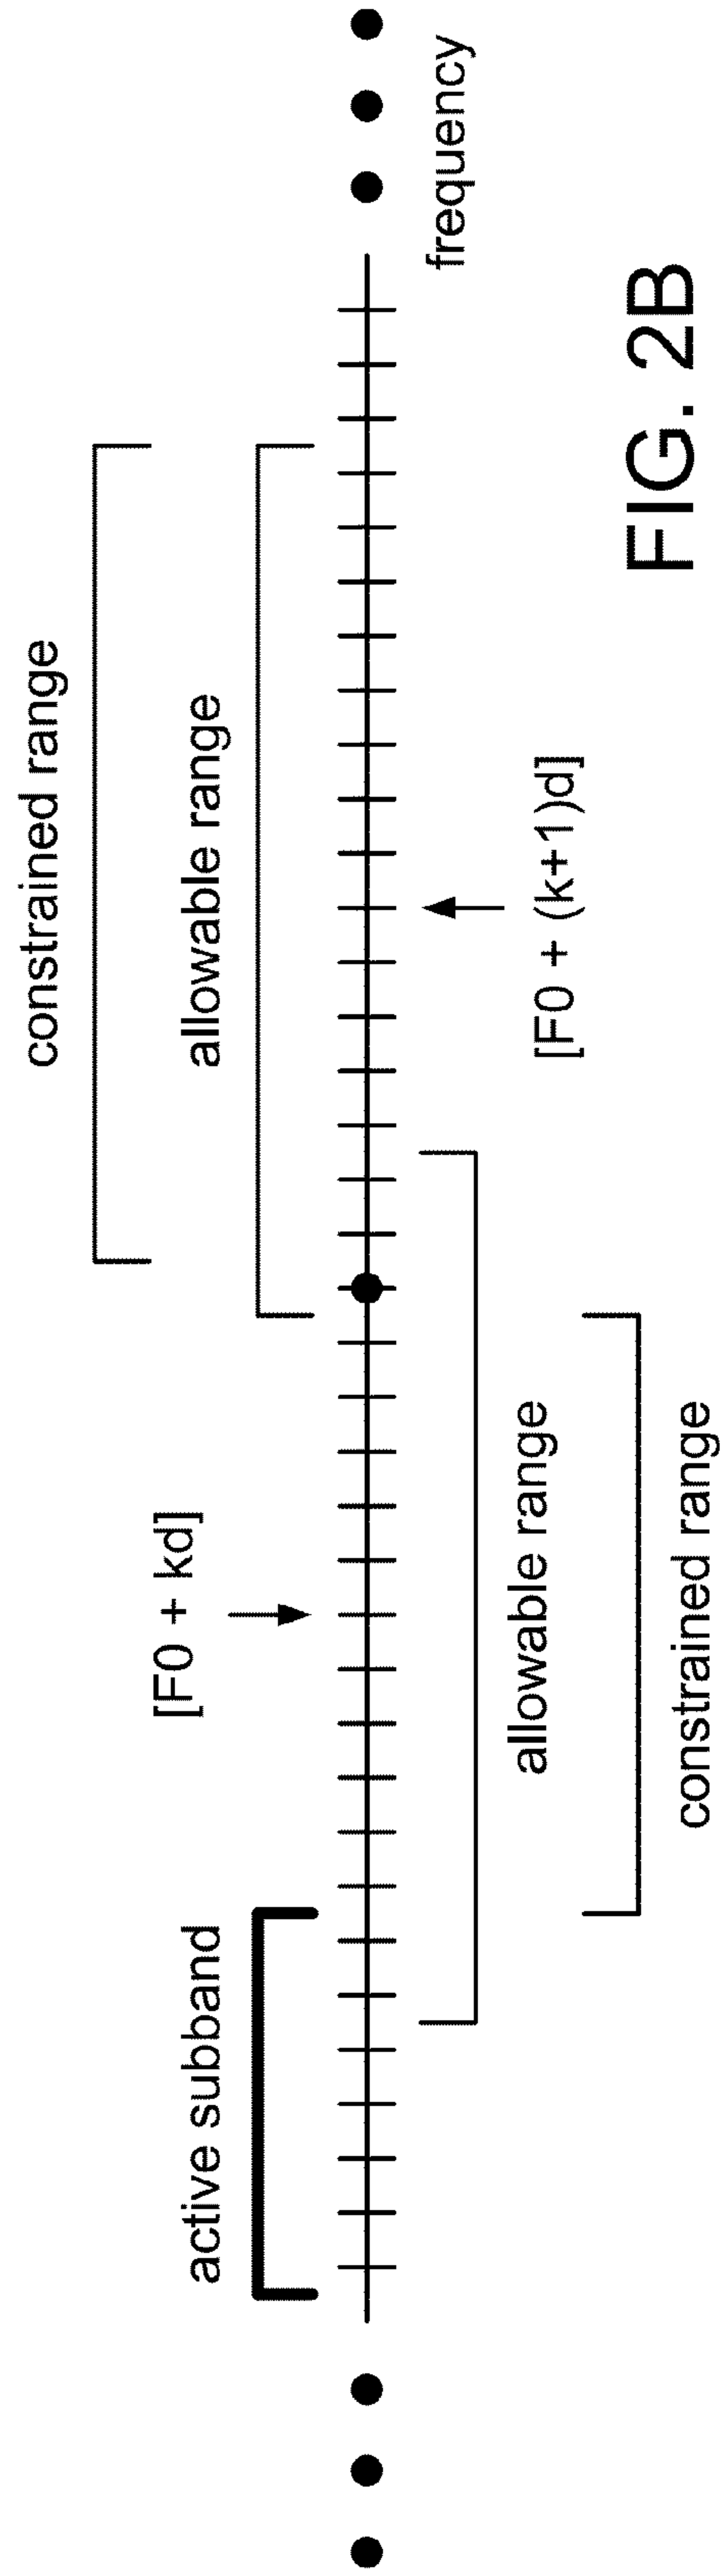 constrained range
allowable range
active subband
[F0 + kd]
frequency
[F0 + (k+1)d]
allowable range
constrained range
FIG. 2B